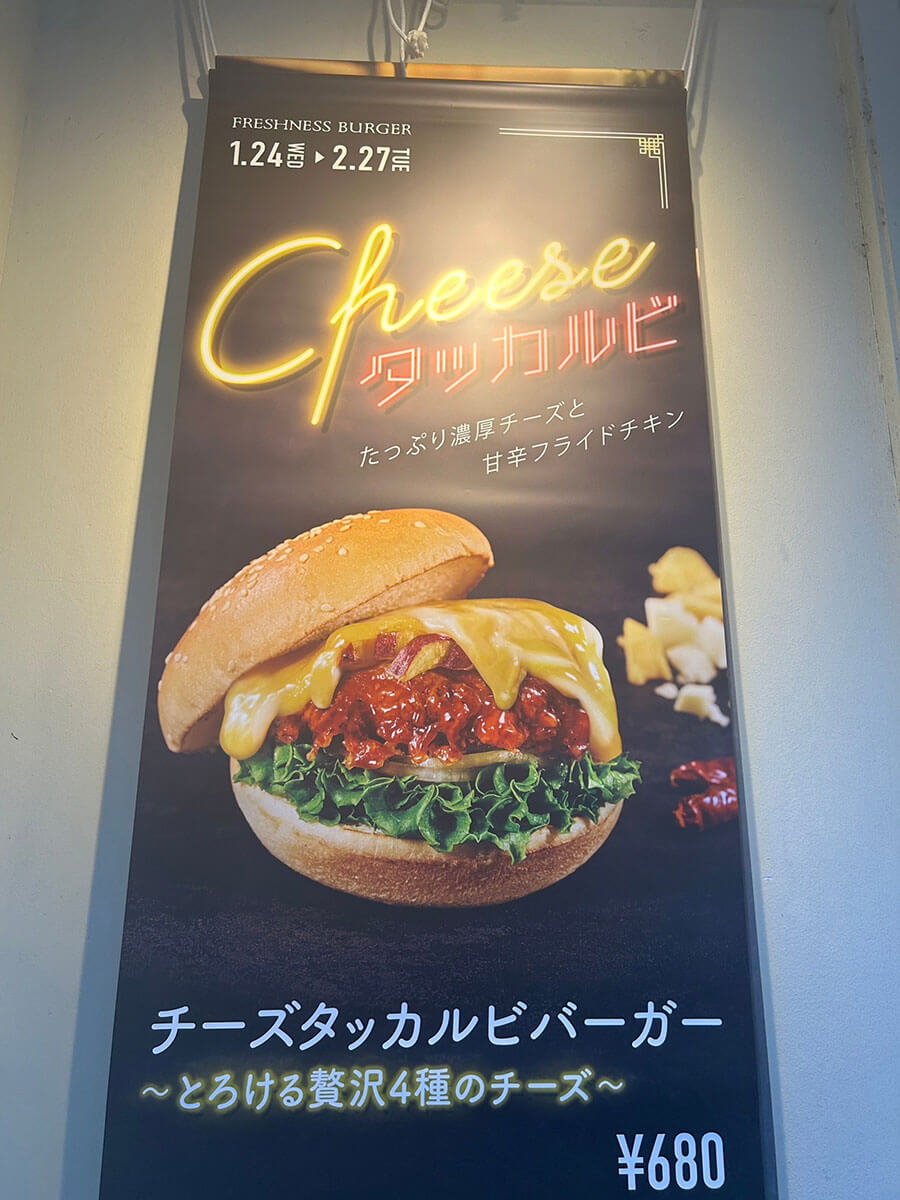 FRESHNESS BURGER
1.24 WED ▶ 2.27 TUE
Cheese
タッカルビ
たっぷり濃厚チーズと
甘辛フライドチキン
チーズタッカルビバーガー
～とろける贅沢4種のチーズ～
¥680